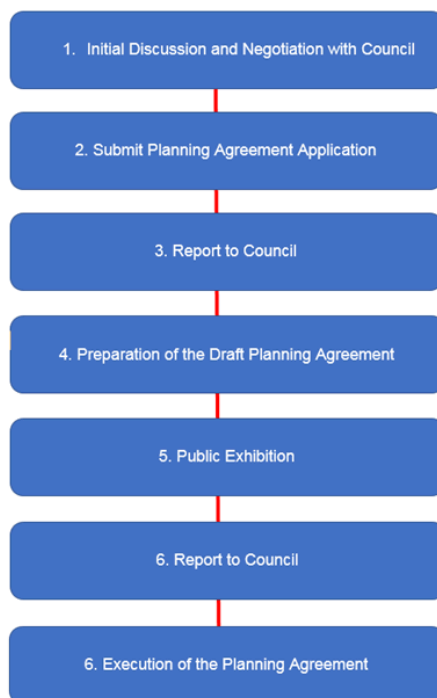 1. Initial Discussion and Negotiation with Council
2. Submit Planning Agreement Application
3. Report to Council
4. Preparation of the Draft Planning Agreement
5. Public Exhibition
6. Report to Council
6. Execution of the Planning Agreement